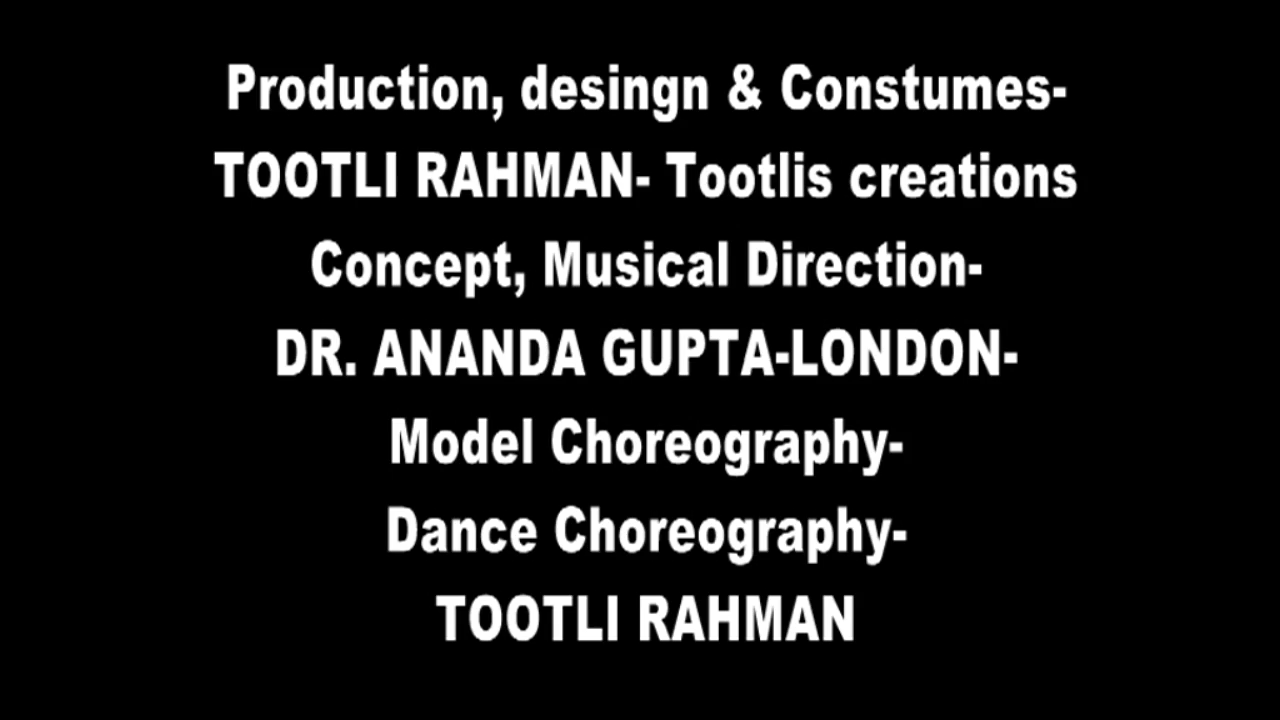 Production, desingn & Constumes-
TOOTLI RAHMAN- Tootlis creations
Concept, Musical Direction-
DR. ANANDA GUPTA-LONDON-
Model Choreography-
Dance Choreography-
TOOTLI RAHMAN